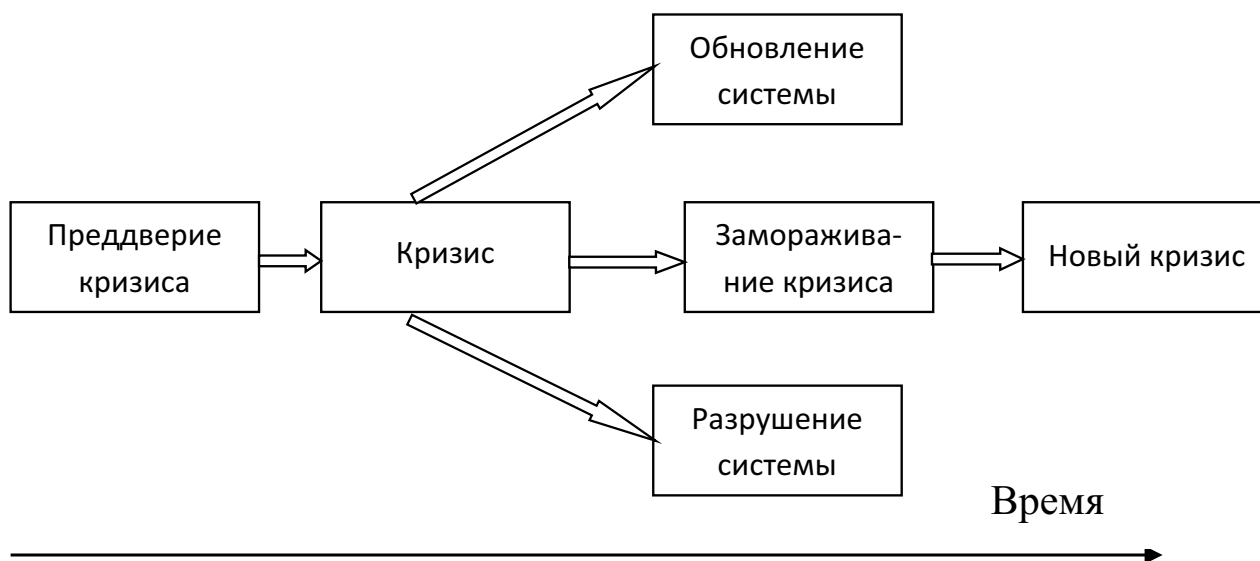 Обновление
системы
Преддверие
кризиса
Кризис
Заморажива-
ние кризиса
Новый кризис
Разрушение
системы
Время